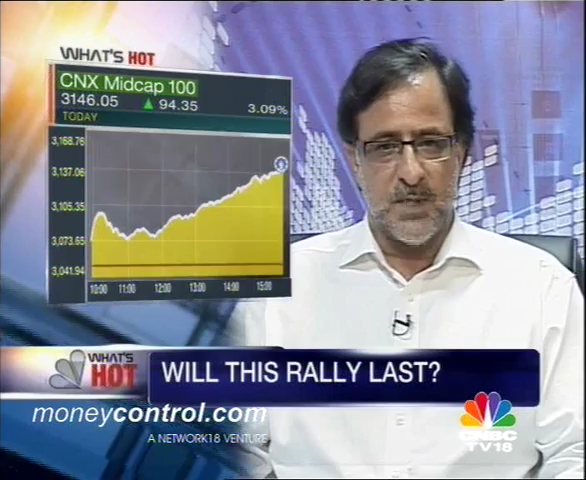 WHAT'S HOT
CNX Midcap 100
3146.05 ▲ 94.35 3.09%
TODAY
3,168.76
3,137.06
3,105.35
3,073.65
3,041.94
10:00 11:00 12:00 13:00 14:00 15:00
WHAT'S
HOT
WILL THIS RALLY LAST?
moneycontrol.com
A NETWORK18 VENTURE
CNBC
TV18